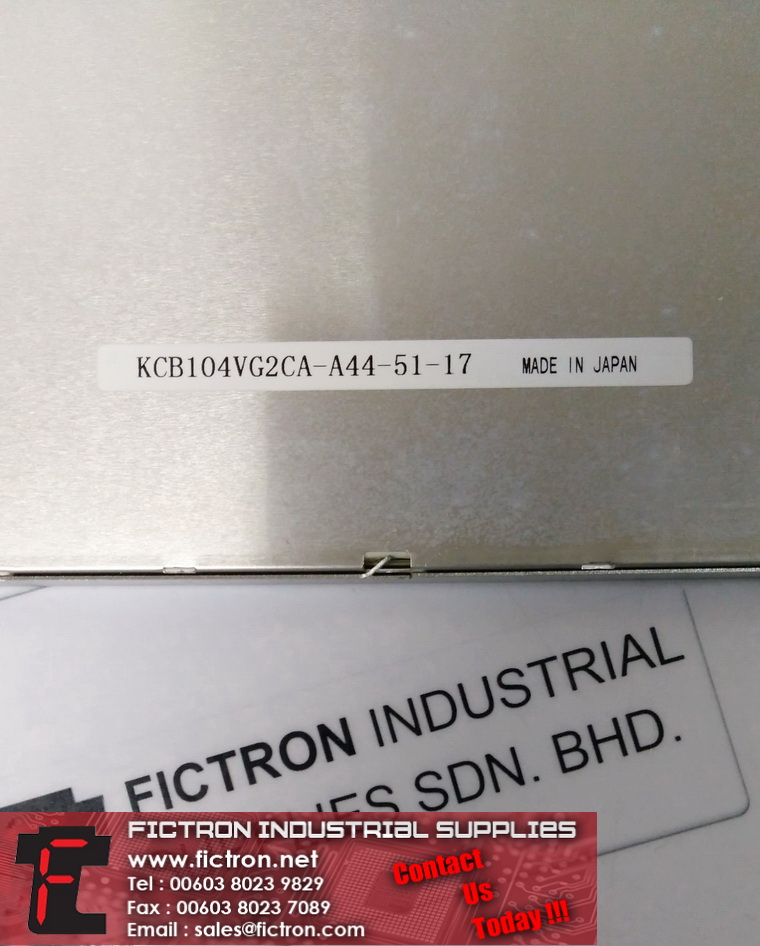 KCB104VG2CA-A44-51-17 MADE IN JAPAN
FICTRON INDUSTRIAL
SDN. BHD.
FICTRON INDUSTRIAL SUPPLIES
www.fictron.net
Tel : 00603 8023 9829
Fax : 00603 8023 7089
Email : sales@fictron.com
Contact
Us
Today !!!